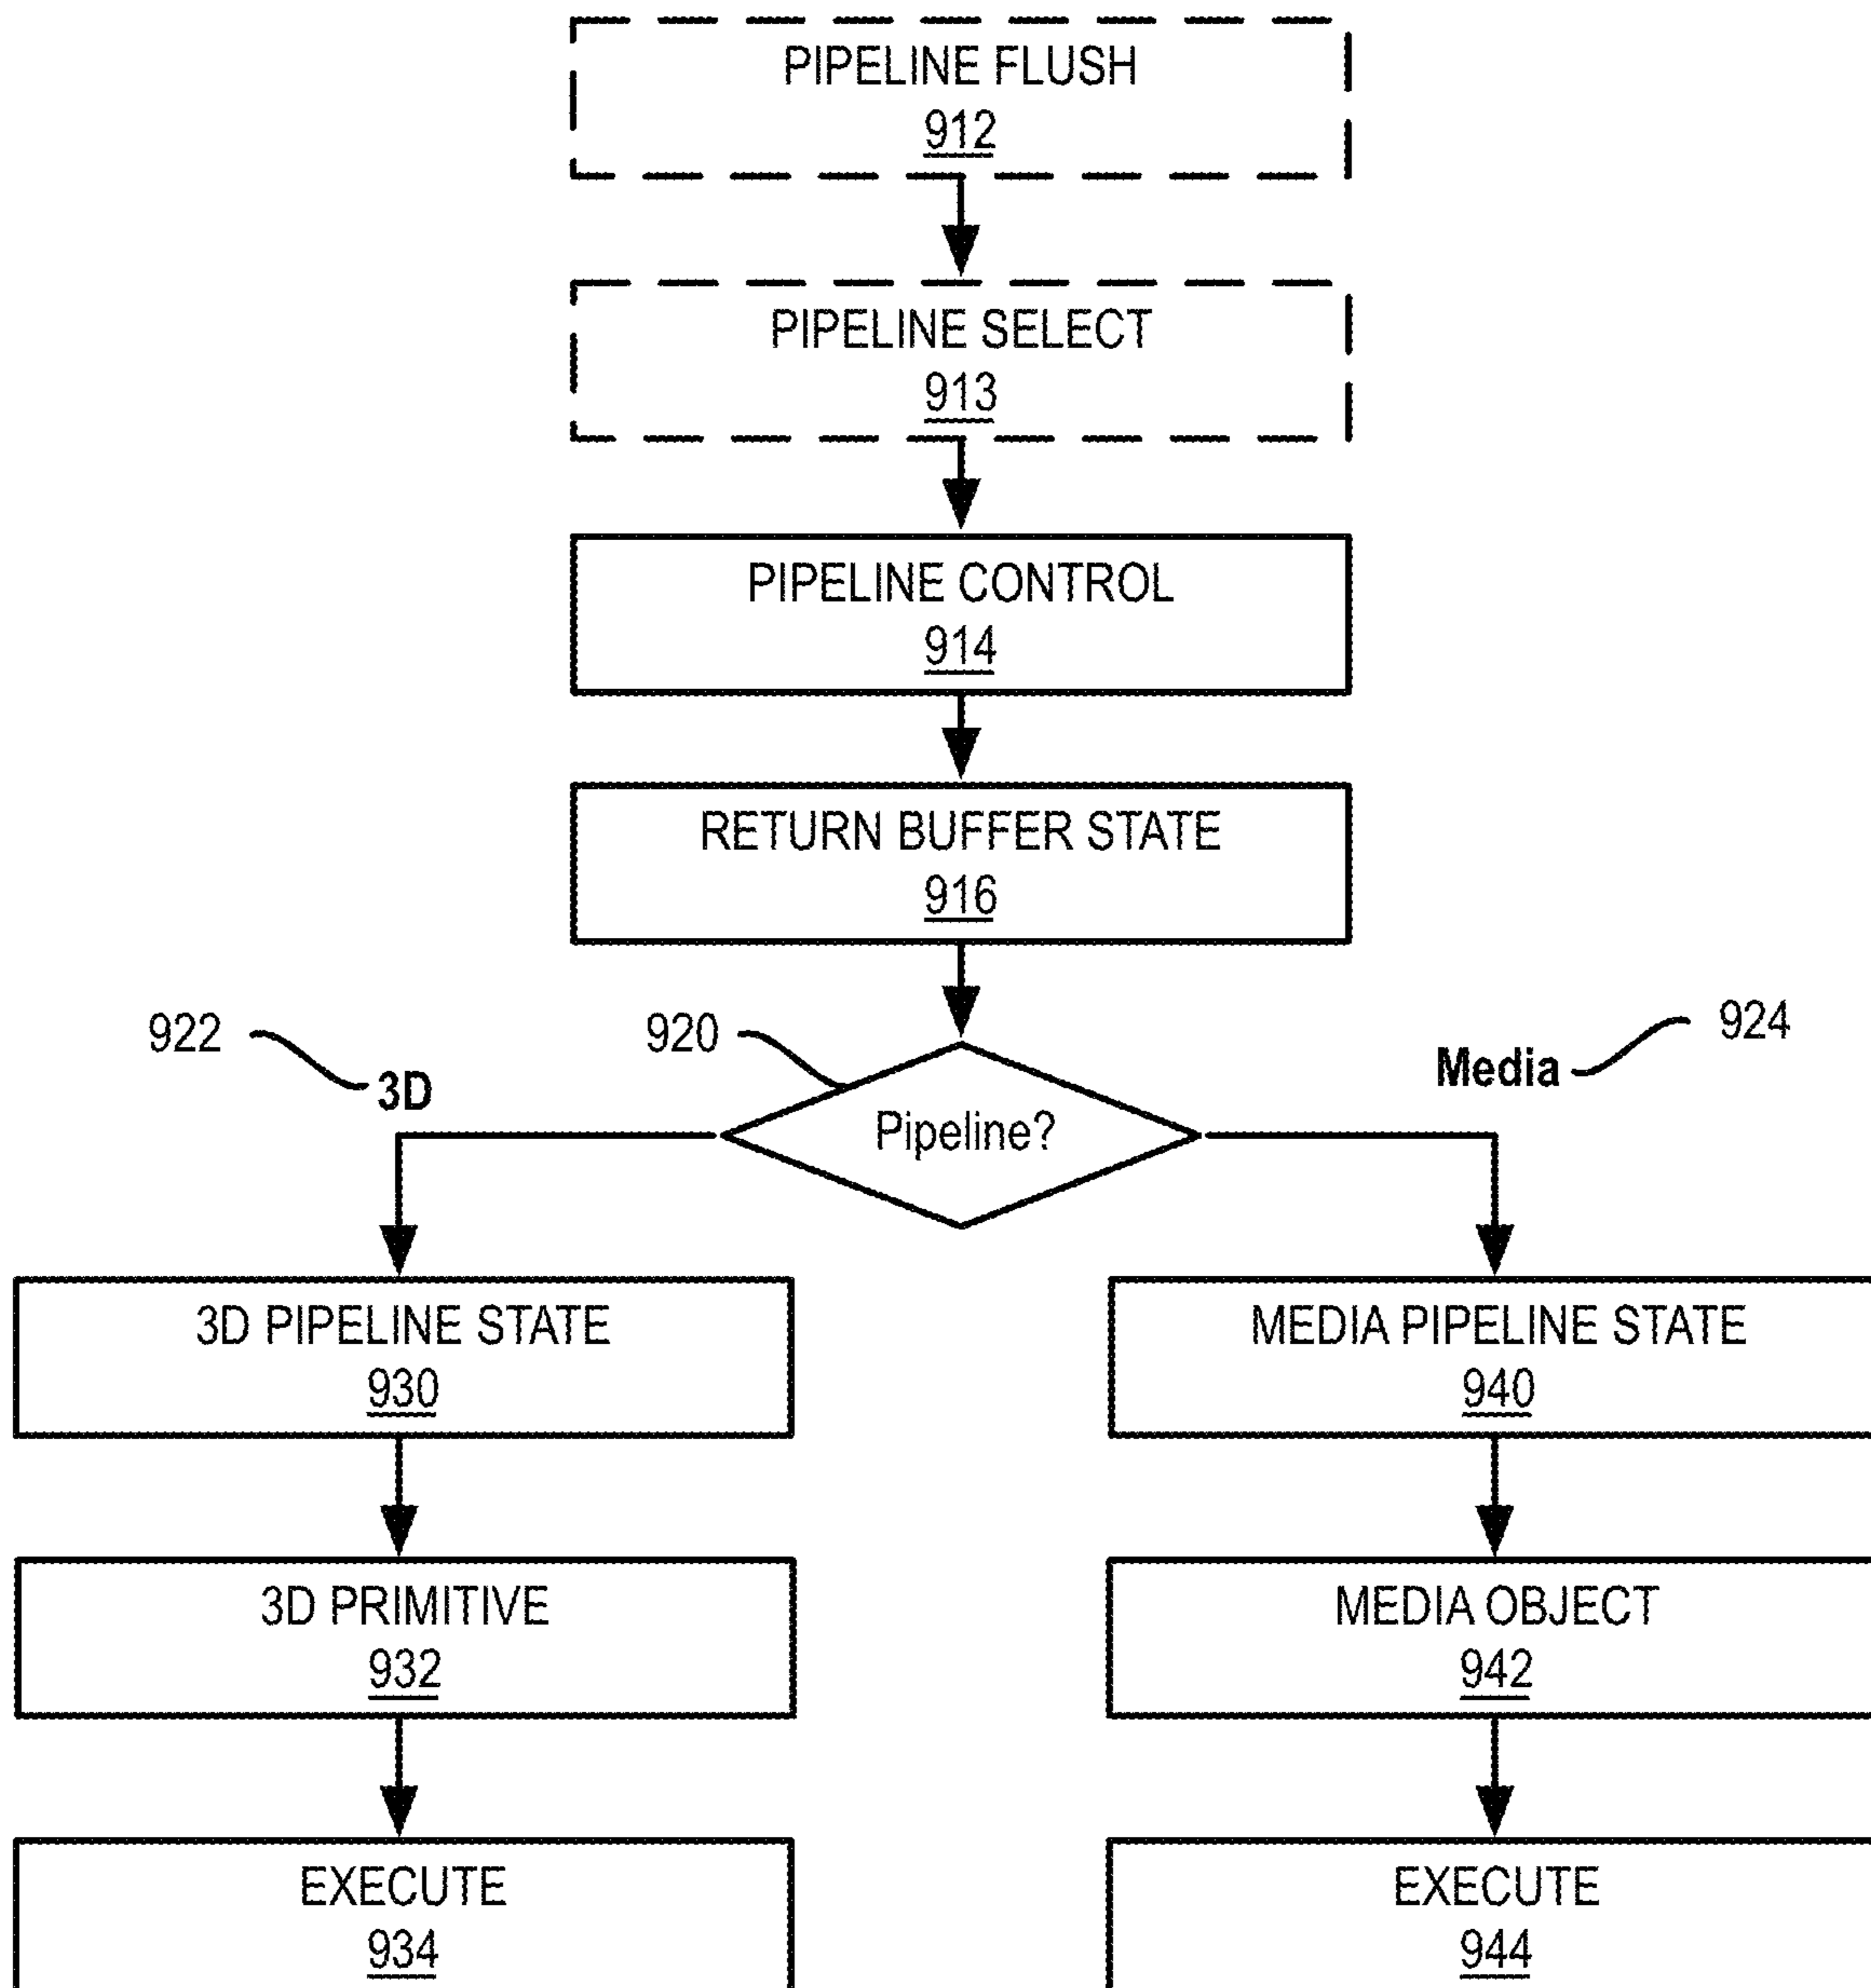 PIPELINE FLUSH
912
PIPELINE SELECT
913
PIPELINE CONTROL
914
RETURN BUFFER STATE
916
922
920
924
3D
Media
Pipeline?
3D PIPELINE STATE
930
MEDIA PIPELINE STATE
940
3D PRIMITIVE
932
MEDIA OBJECT
942
EXECUTE
934
EXECUTE
944